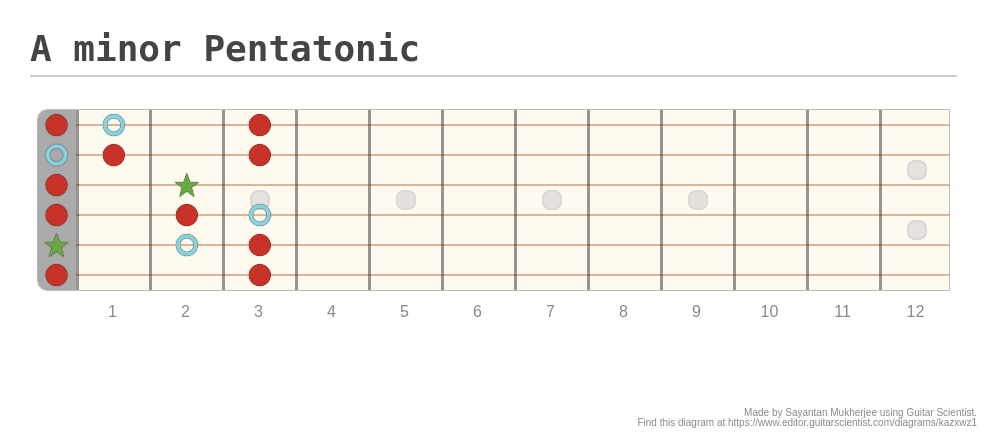 A minor Pentatonic
1 2 3 4 5 6 7 8 9 10 11 12
Made by Sayantan Mukherjee using Guitar Scientist.
Find this diagram at https://www.editor.guitarscientist.com/diagrams/kazxwz1